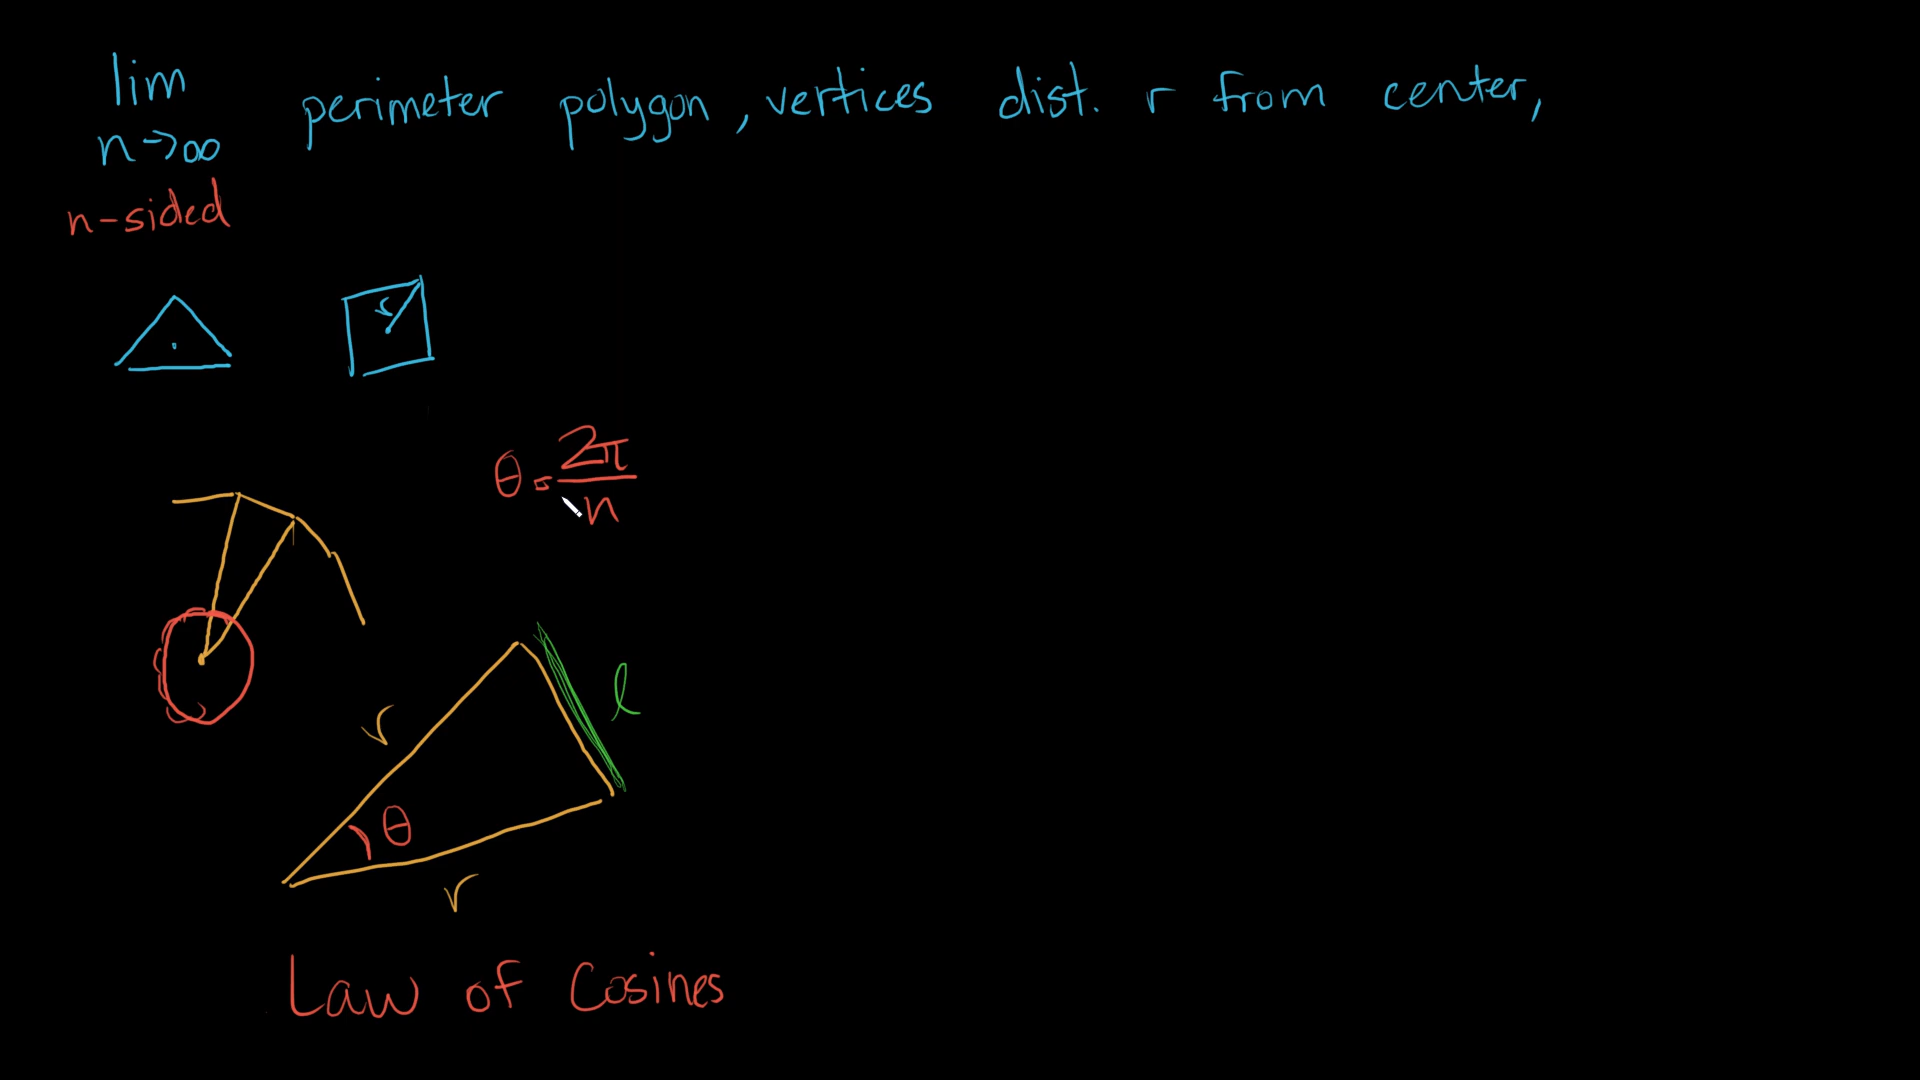 lim perimeter polygon, vertices dist. r from center,
n→∞
n-sided
r
θ = 2π/n
l
r
θ
r
Law of Cosines